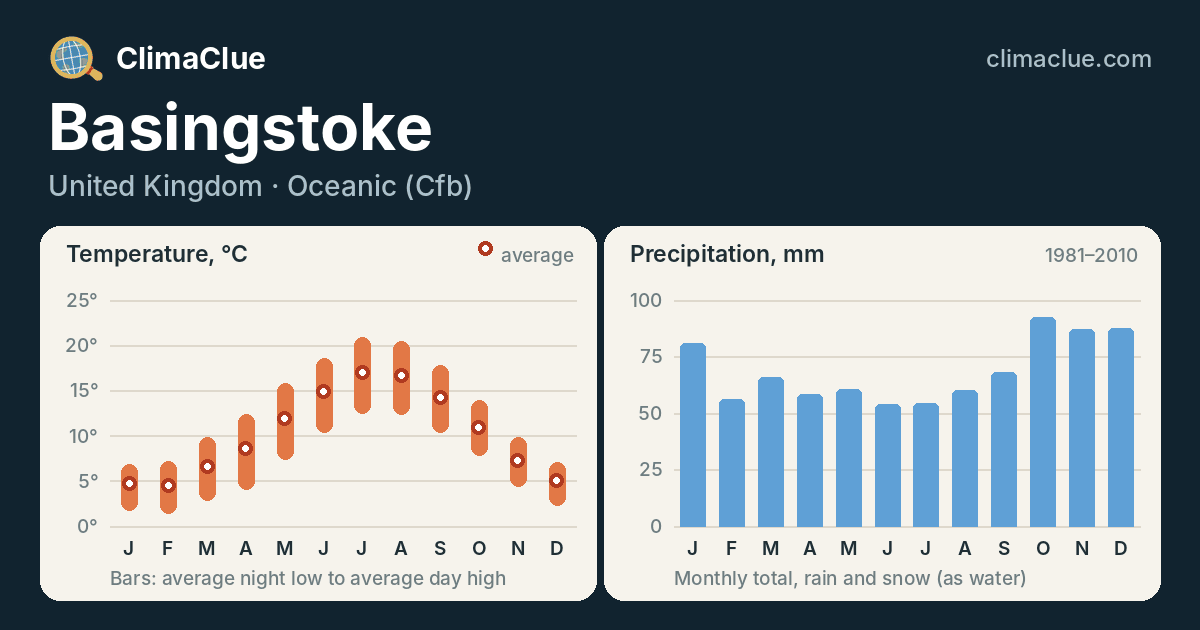 ClimaClue
climaclue.com
Basingstoke
United Kingdom · Oceanic (Cfb)
Temperature, °C
average
25°
20°
15°
10°
5°
0°
J F M A M J J A S O N D
Bars: average night low to average day high
Precipitation, mm
1981–2010
100
75
50
25
0
J F M A M J J A S O N D
Monthly total, rain and snow (as water)